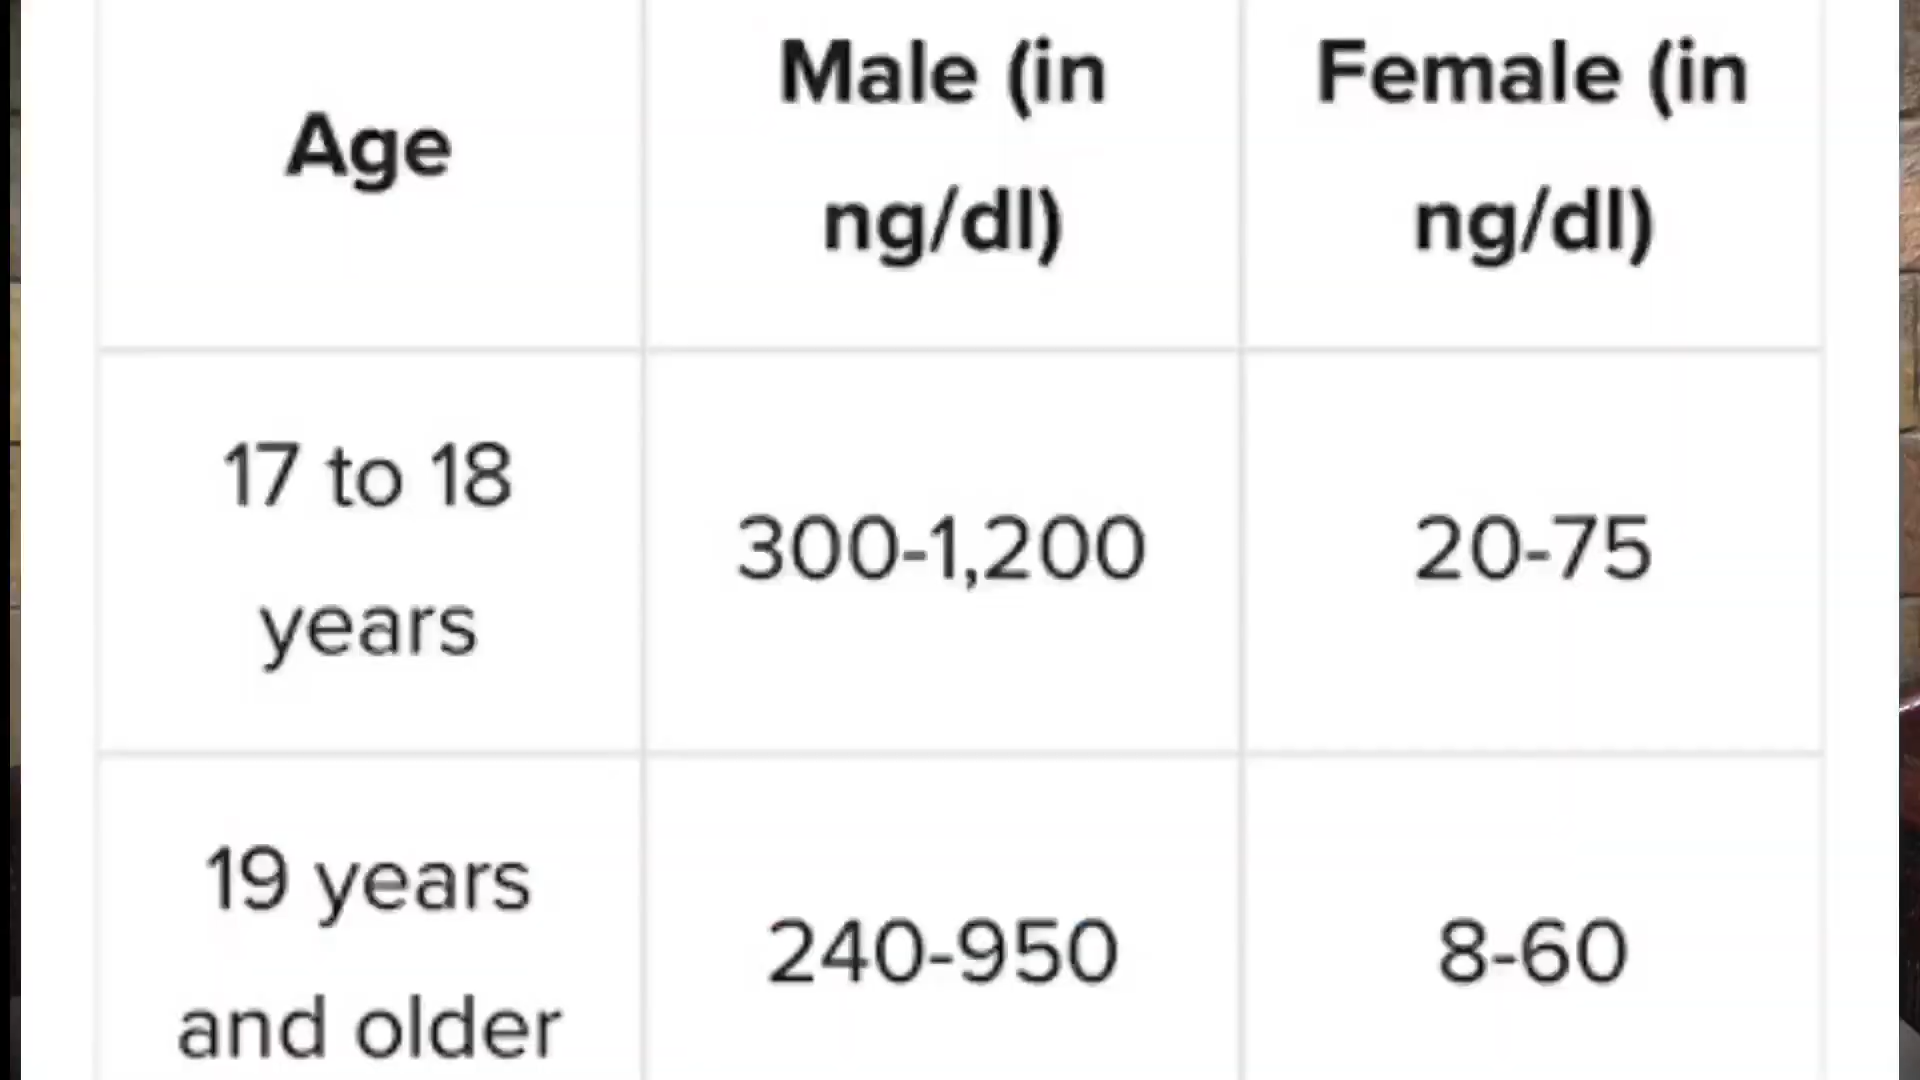 Age
Male (in
ng/dl)
Female (in
ng/dl)
17 to 18
years
300-1,200
20-75
19 years
and older
240-950
8-60